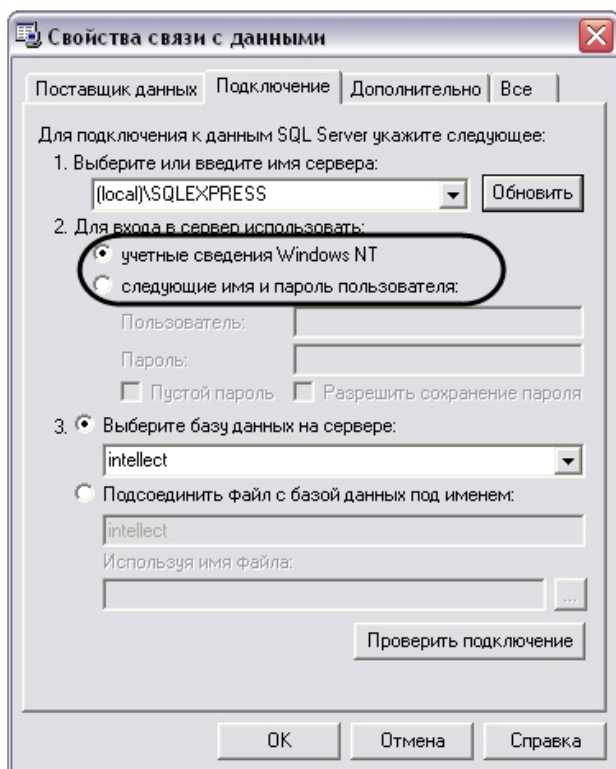 Свойства связи с данными
Поставщик данных Подключение Дополнительно Все
Для подключения к данным SQL Server укажите следующее:
1. Выберите или введите имя сервера:
(local)\SQLEXPRESS Обновить
2. Для входа в сервер использовать:
учетные сведения Windows NT
следующие имя и пароль пользователя:
Пользователь:
Пароль:
Пустой пароль Разрешить сохранение пароля
3. Выберите базу данных на сервере:
intellect
Подсоединить файл с базой данных под именем:
intellect
Используя имя файла:
...
Проверить подключение
OK Отмена Справка